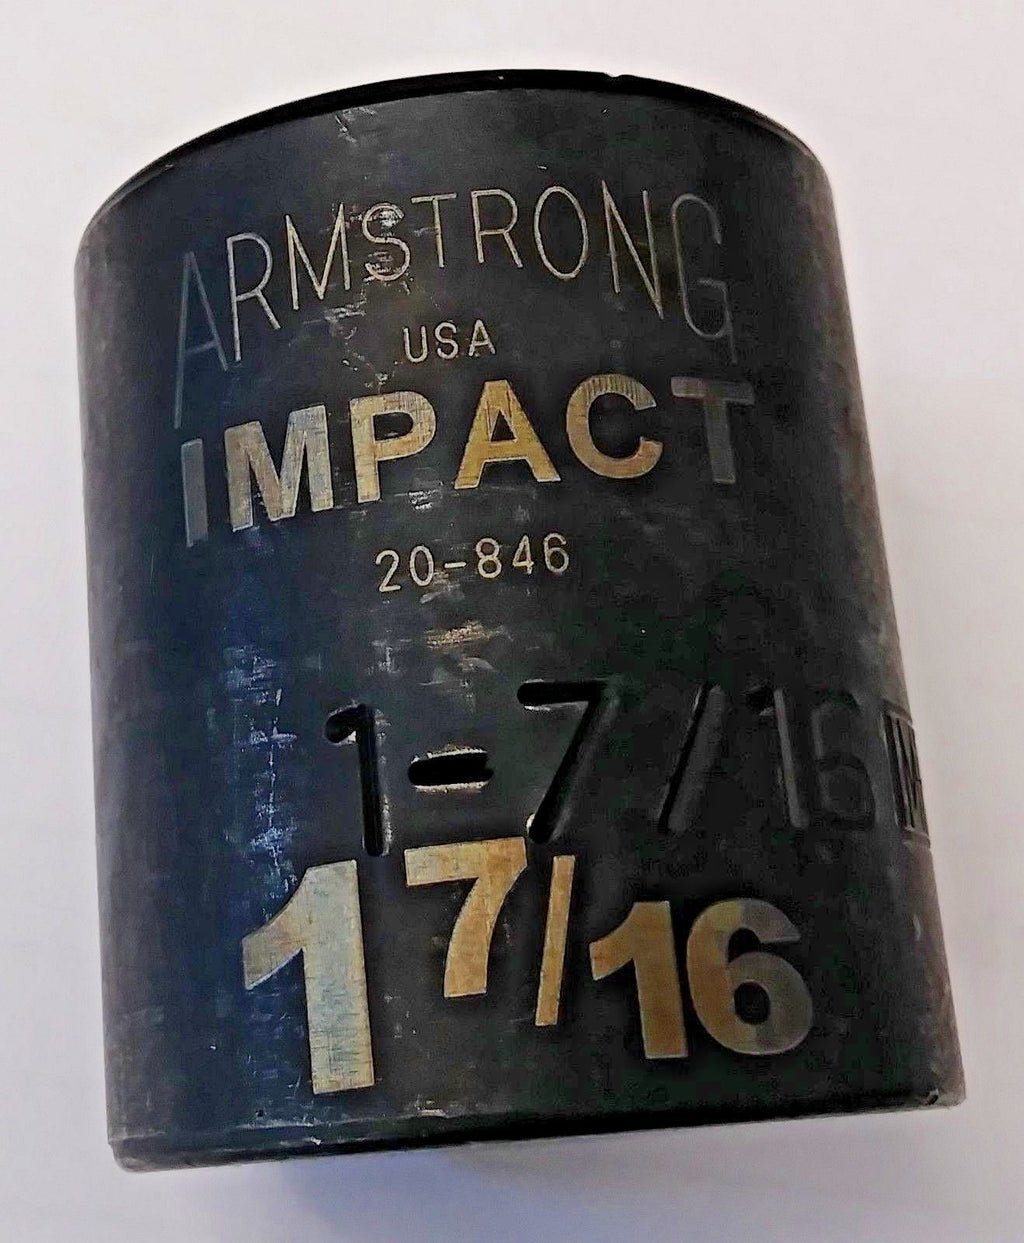 ARMSTRONG
USA
IMPACT
20-846
1-7/16
1 7/16